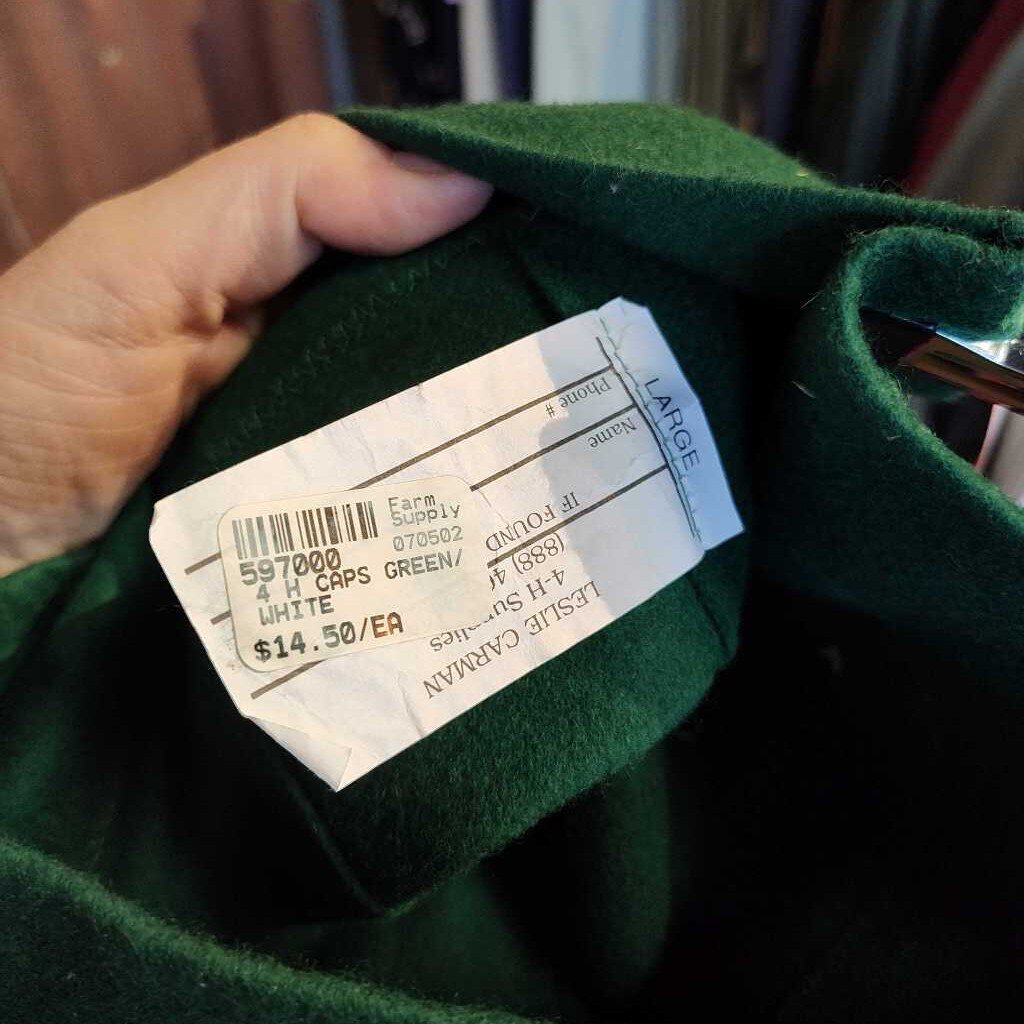 LARGE
Phone #
Name
IF FOUND
(888) 4
4-H Supplies
LESLIE CARMAN
Farm
Supply
070502
597000
4 H CAPS GREEN/
WHITE
$14.50/EA